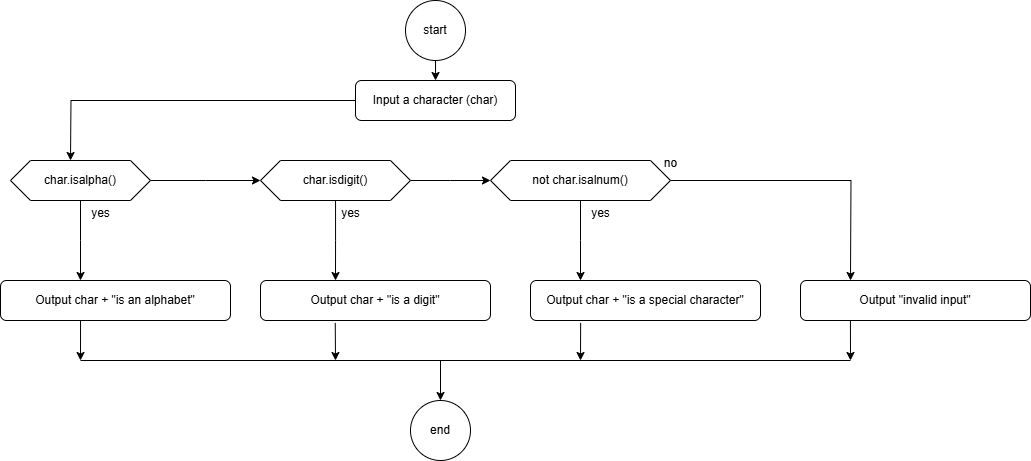 start
Input a character (char)
char.isalpha()
char.isdigit()
not char.isalnum()
no
yes
yes
yes
Output char + "is an alphabet"
Output char + "is a digit"
Output char + "is a special character"
Output "invalid input"
end